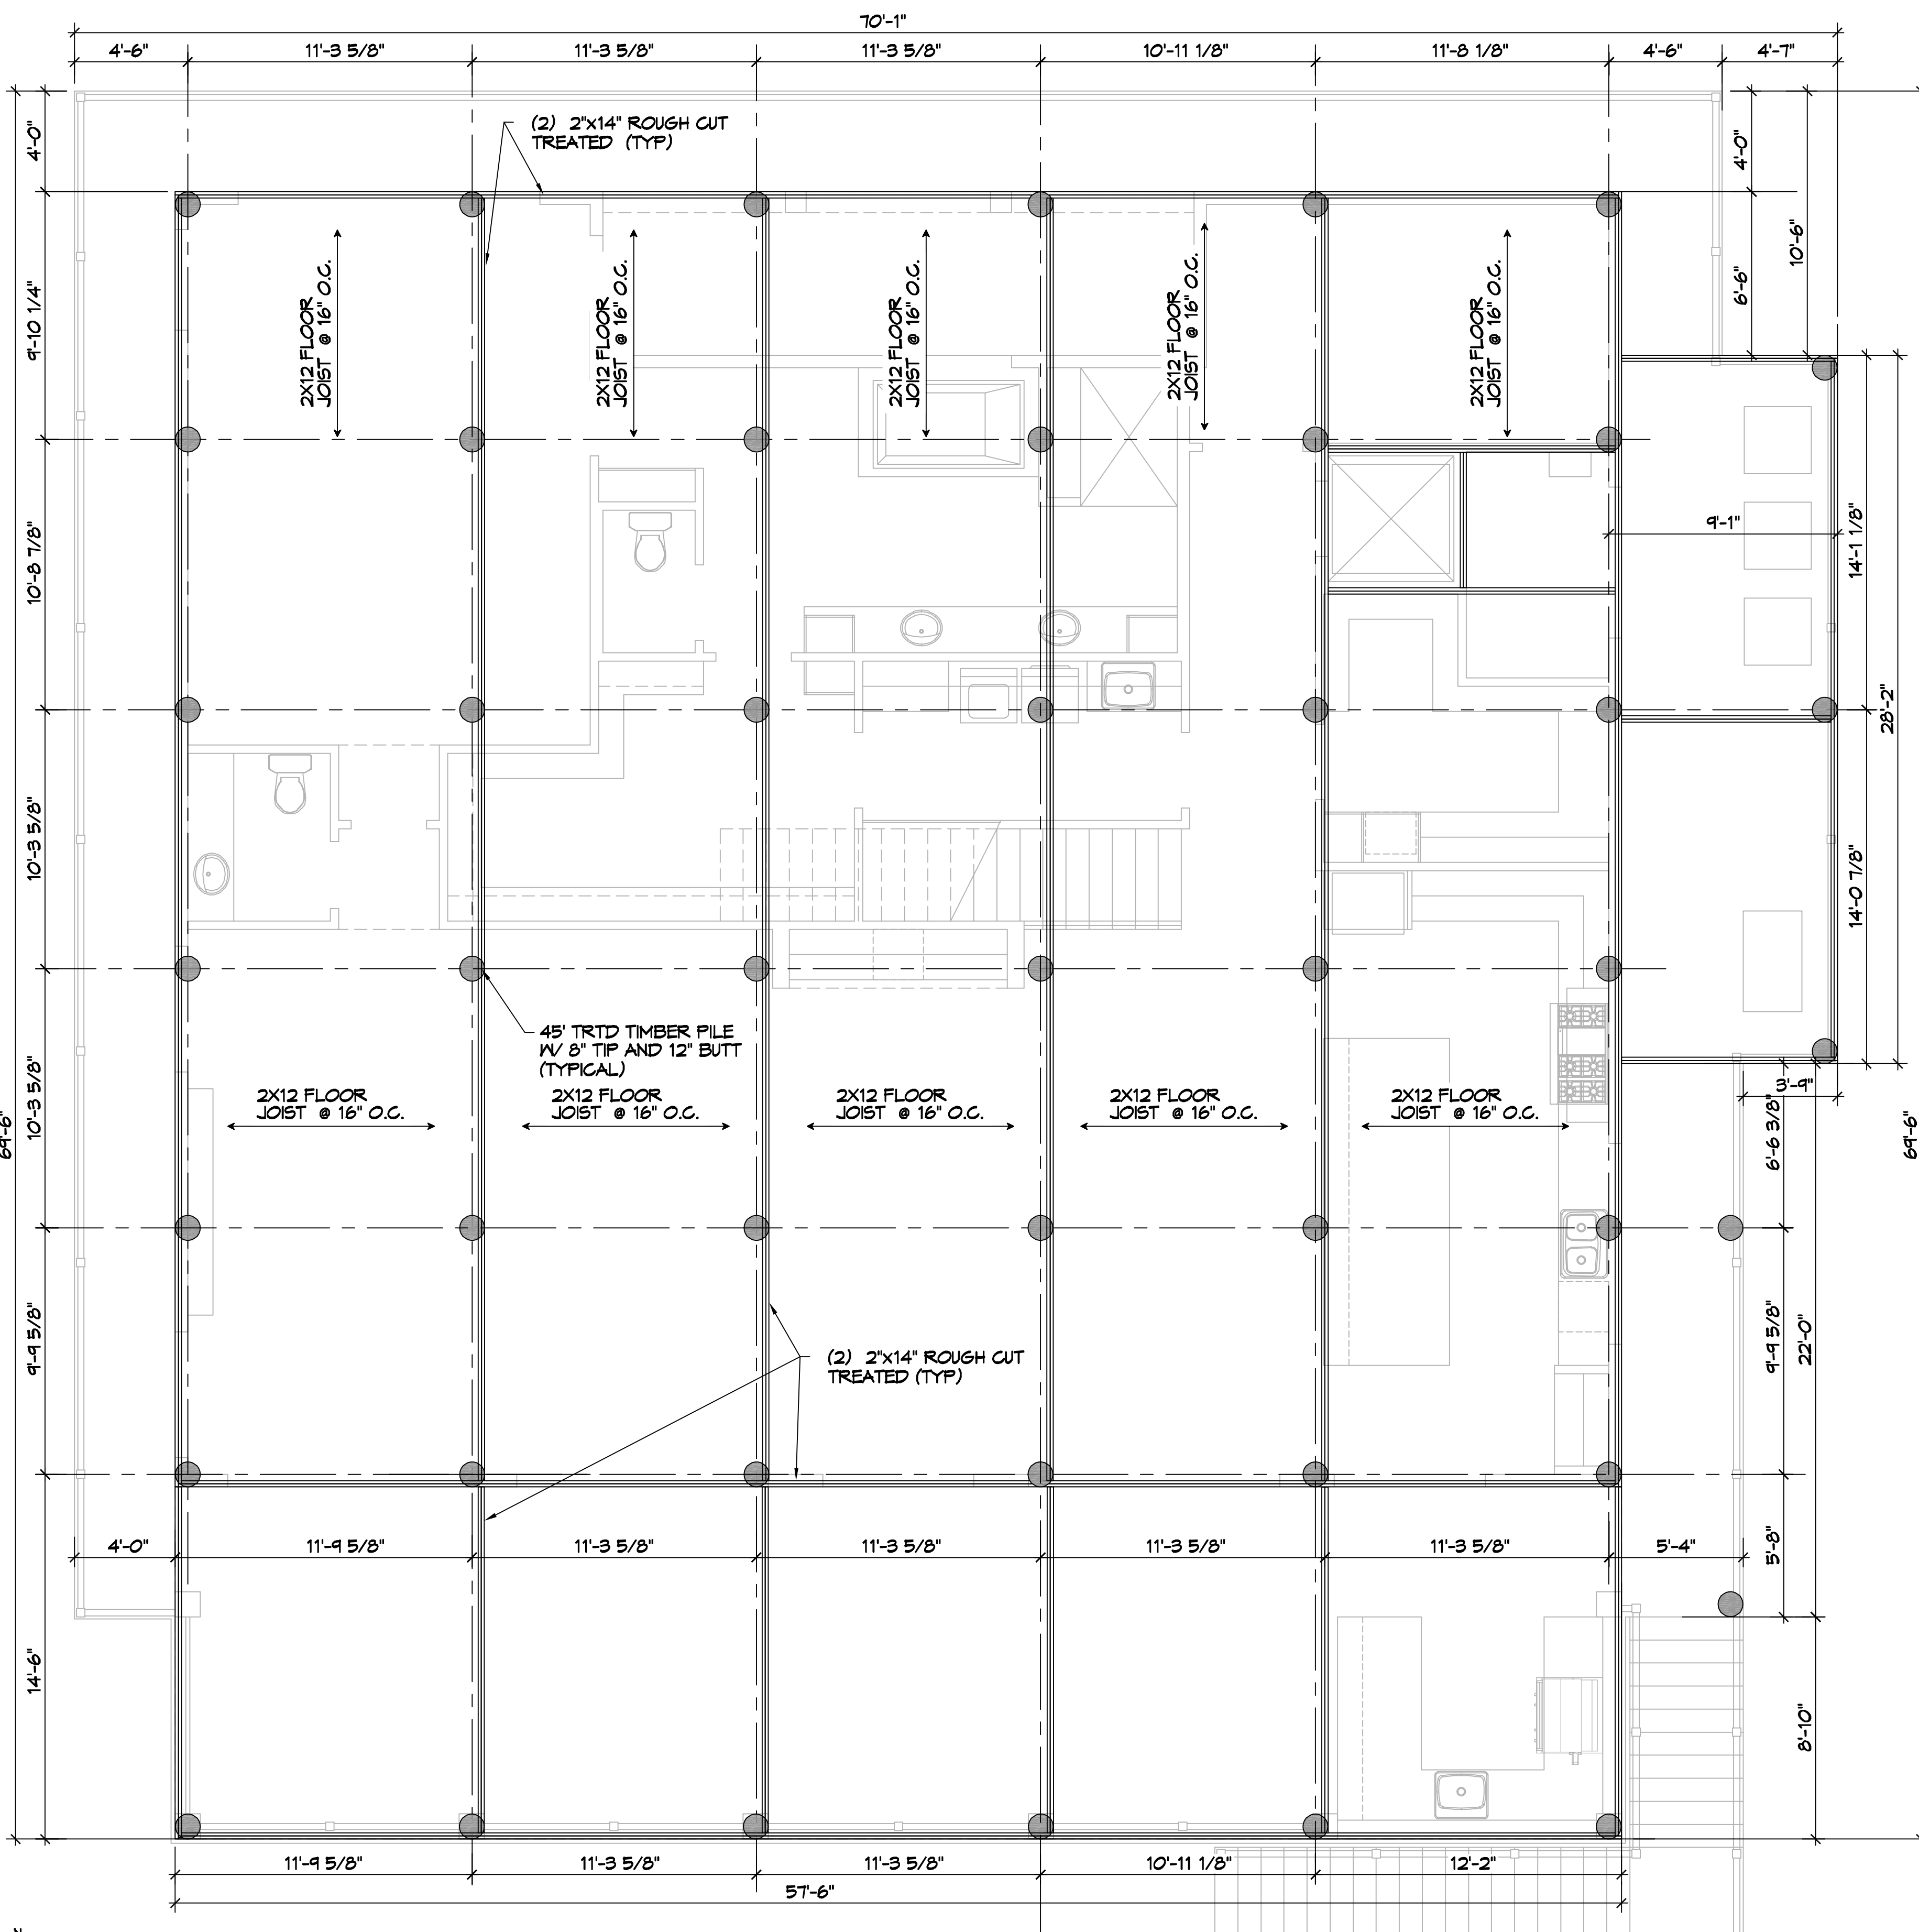 70'-1"
4'-6"
11'-3 5/8"
11'-3 5/8"
11'-3 5/8"
10'-11 1/8"
11'-8 1/8"
4'-6"
4'-7"
(2) 2"x14" ROUGH CUT
TREATED (TYP)
4'-0"
9'-10 1/4"
10'-8 7/8"
10'-3 5/8"
10'-3 5/8"
9'-9 5/8"
14'-6"
69'-6"
4'-0"
6'-6"
10'-6"
2X12 FLOOR
JOIST @ 16" O.C.
2X12 FLOOR
JOIST @ 16" O.C.
2X12 FLOOR
JOIST @ 16" O.C.
2X12 FLOOR
JOIST @ 16" O.C.
2X12 FLOOR
JOIST @ 16" O.C.
9'-1"
14'-1 1/8"
28'-2"
14'-0 7/8"
3'-9"
6'-6 3/8"
69'-6"
9'-9 5/8"
22'-0"
5'-8"
8'-10"
45' TRTD TIMBER PILE
W/ 8" TIP AND 12" BUTT
(TYPICAL)
2X12 FLOOR
JOIST @ 16" O.C.
2X12 FLOOR
JOIST @ 16" O.C.
2X12 FLOOR
JOIST @ 16" O.C.
2X12 FLOOR
JOIST @ 16" O.C.
2X12 FLOOR
JOIST @ 16" O.C.
(2) 2"x14" ROUGH CUT
TREATED (TYP)
4'-0"
11'-9 5/8"
11'-3 5/8"
11'-3 5/8"
11'-3 5/8"
11'-3 5/8"
5'-4"
11'-9 5/8"
11'-3 5/8"
11'-3 5/8"
10'-11 1/8"
12'-2"
57'-6"